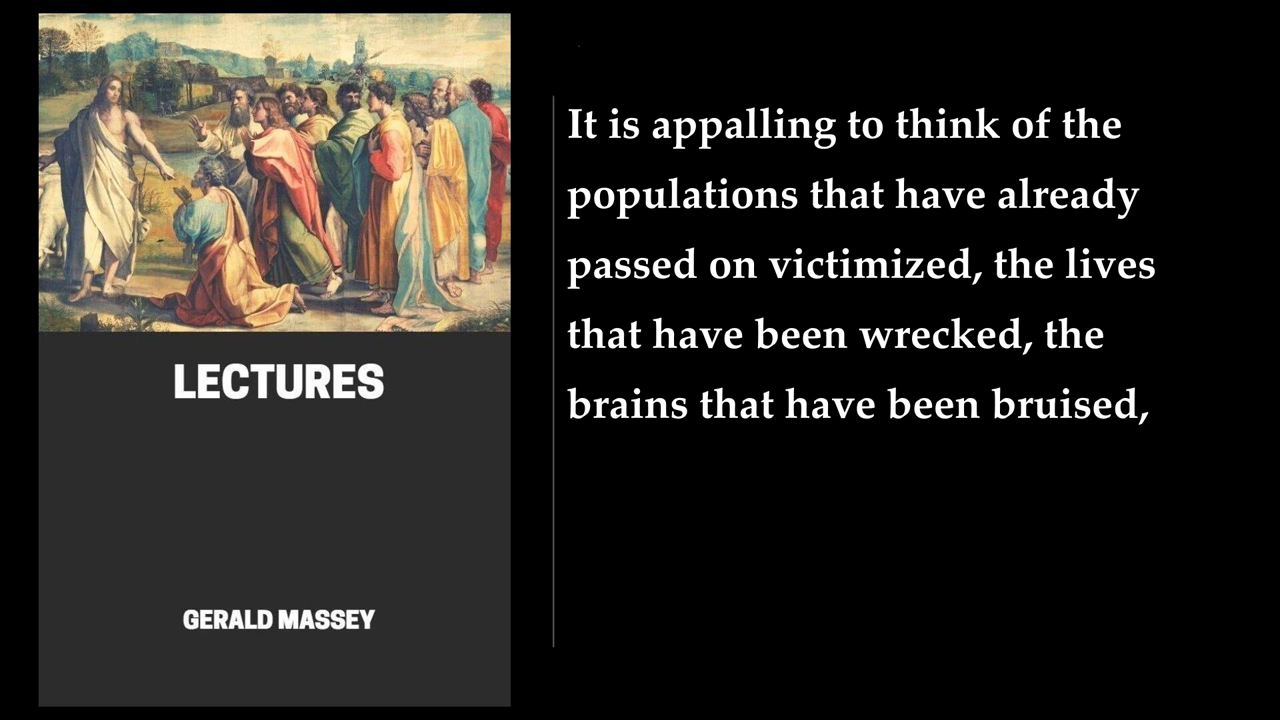 LECTURES
GERALD MASSEY
It is appalling to think of the
populations that have already
passed on victimized, the lives
that have been wrecked, the
brains that have been bruised,